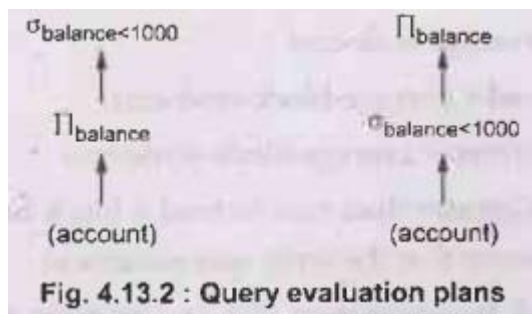 σbalance<1000
Πbalance
(account)
Πbalance
σbalance<1000
(account)
Fig. 4.13.2 : Query evaluation plans